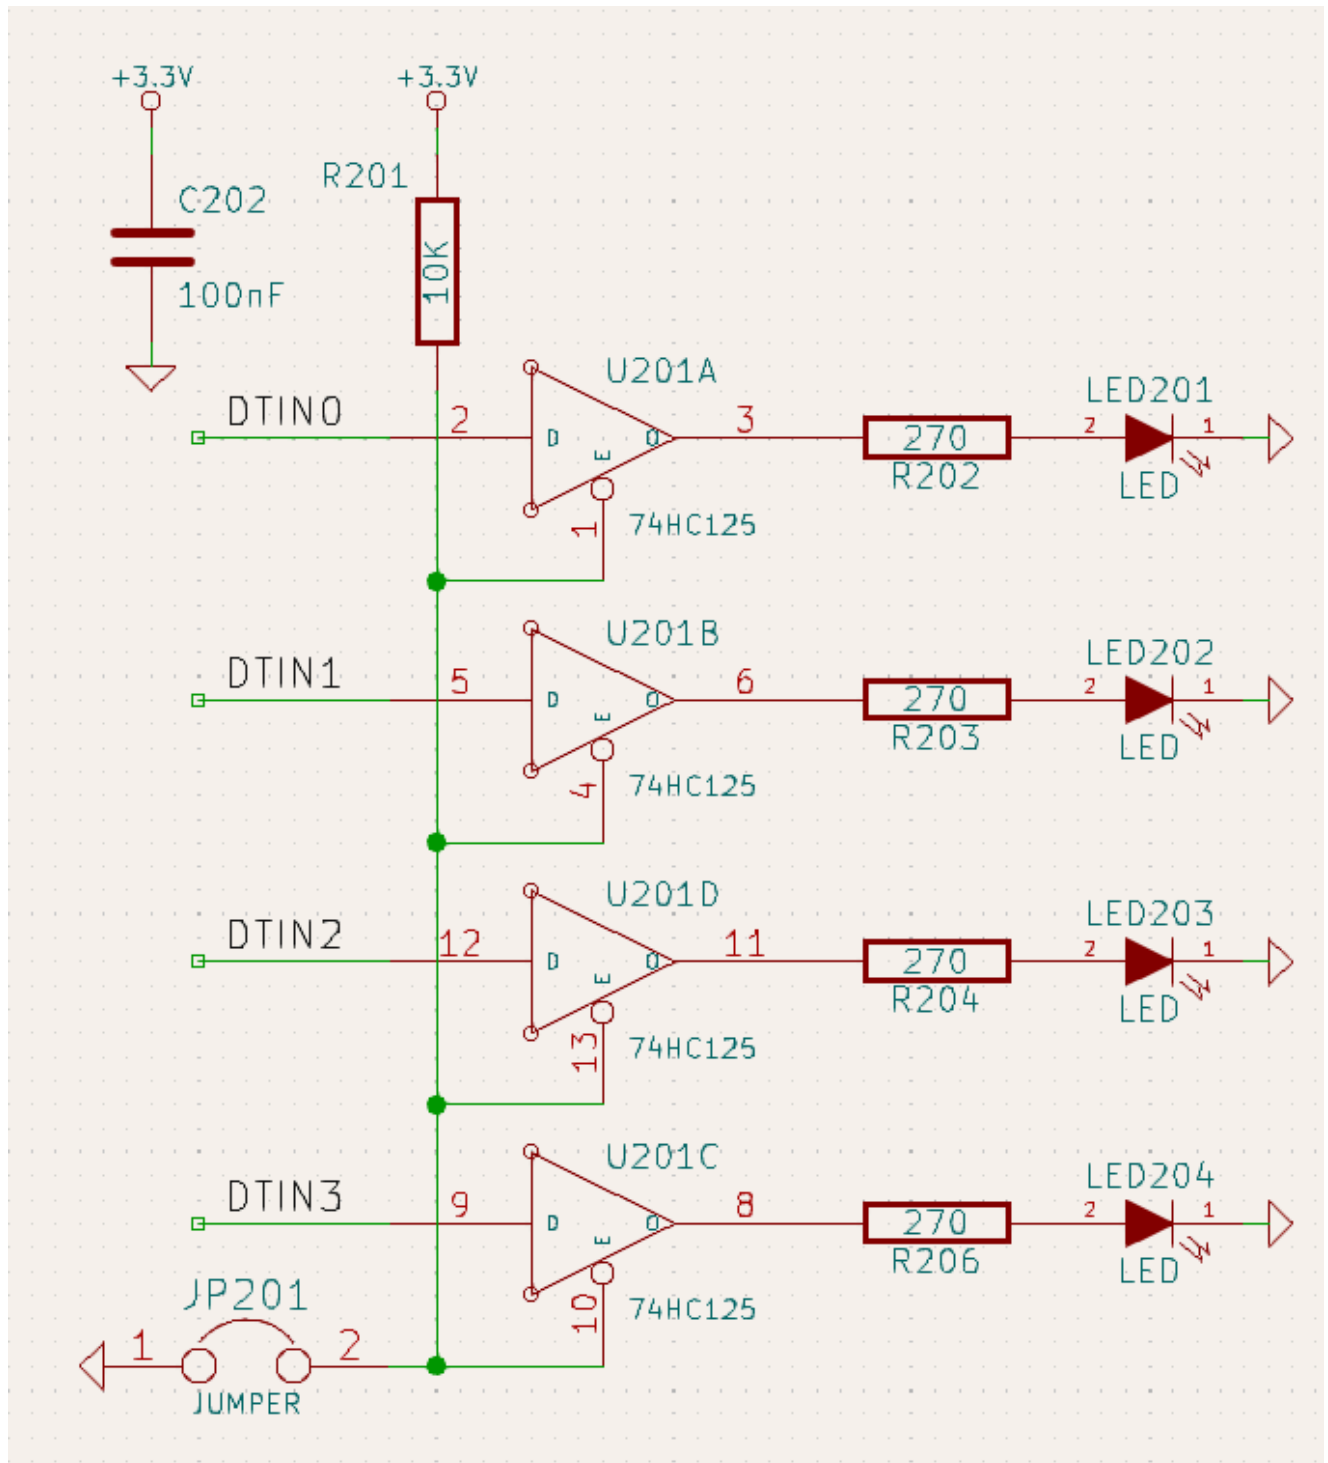 +3.3V
+3.3V
R201
C202
10K
100nF
U201A
DTIN0
2
D
O
E
3
1
74HC125
270
R202
LED201
2
1
LED
U201B
DTIN1
5
D
O
E
6
4
74HC125
270
R203
LED202
2
1
LED
U201D
DTIN2
12
D
O
E
11
13
74HC125
270
R204
LED203
2
1
LED
U201C
DTIN3
9
D
O
E
8
10
74HC125
270
R206
LED204
2
1
LED
JP201
1
2
JUMPER